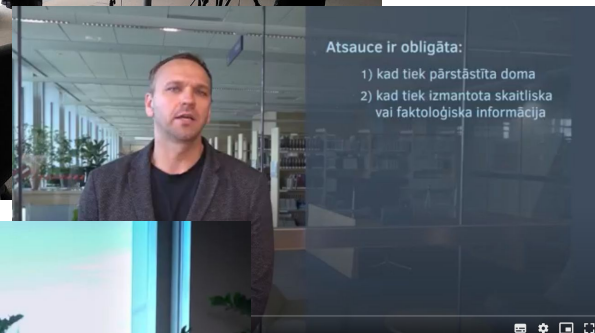 Atsauce ir obligāta:
1) kad tiek pārstāstīta doma
2) kad tiek izmantota skaitliska
vai faktoloģiska informācija